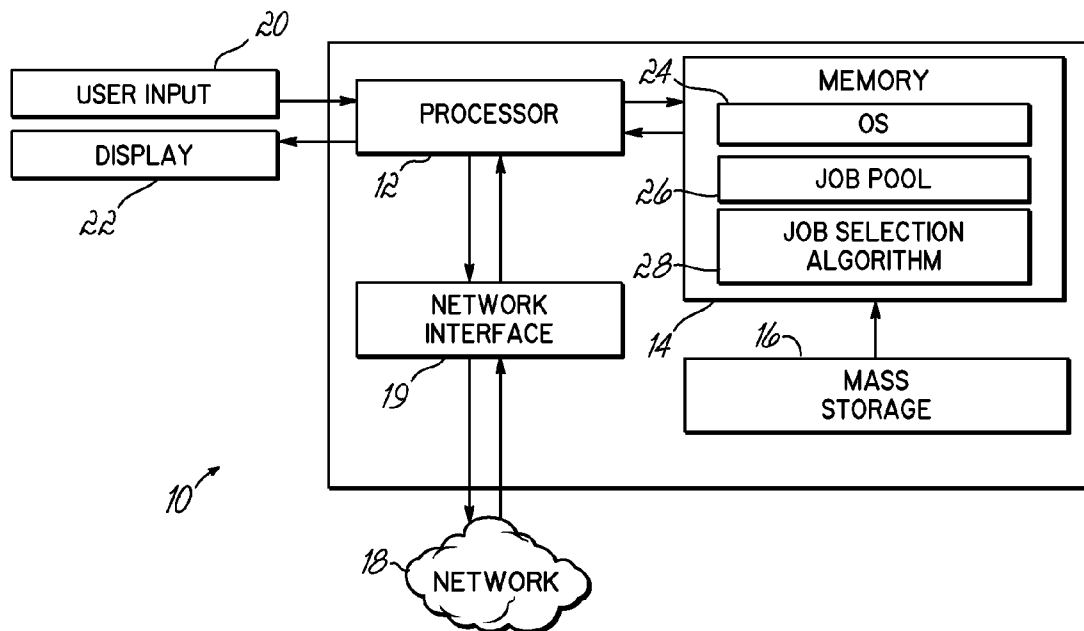 20
USER INPUT
DISPLAY
22
PROCESSOR
12
MEMORY
24
OS
26
JOB POOL
28
JOB SELECTION
ALGORITHM
14
NETWORK
INTERFACE
19
16
MASS
STORAGE
10
18
NETWORK